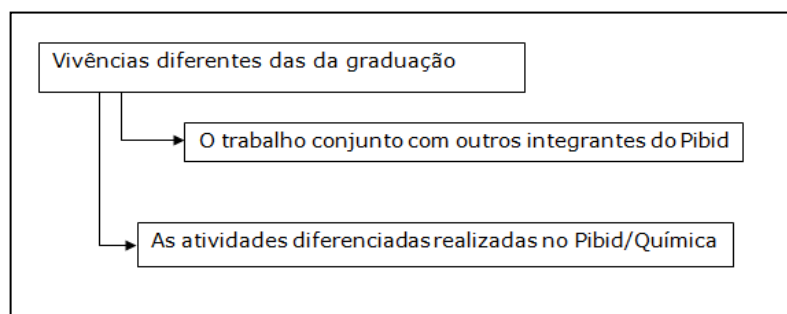 Vivências diferentes das da graduação
O trabalho conjunto com outros integrantes do Pibid
As atividades diferenciadas realizadas no Pibid/Química